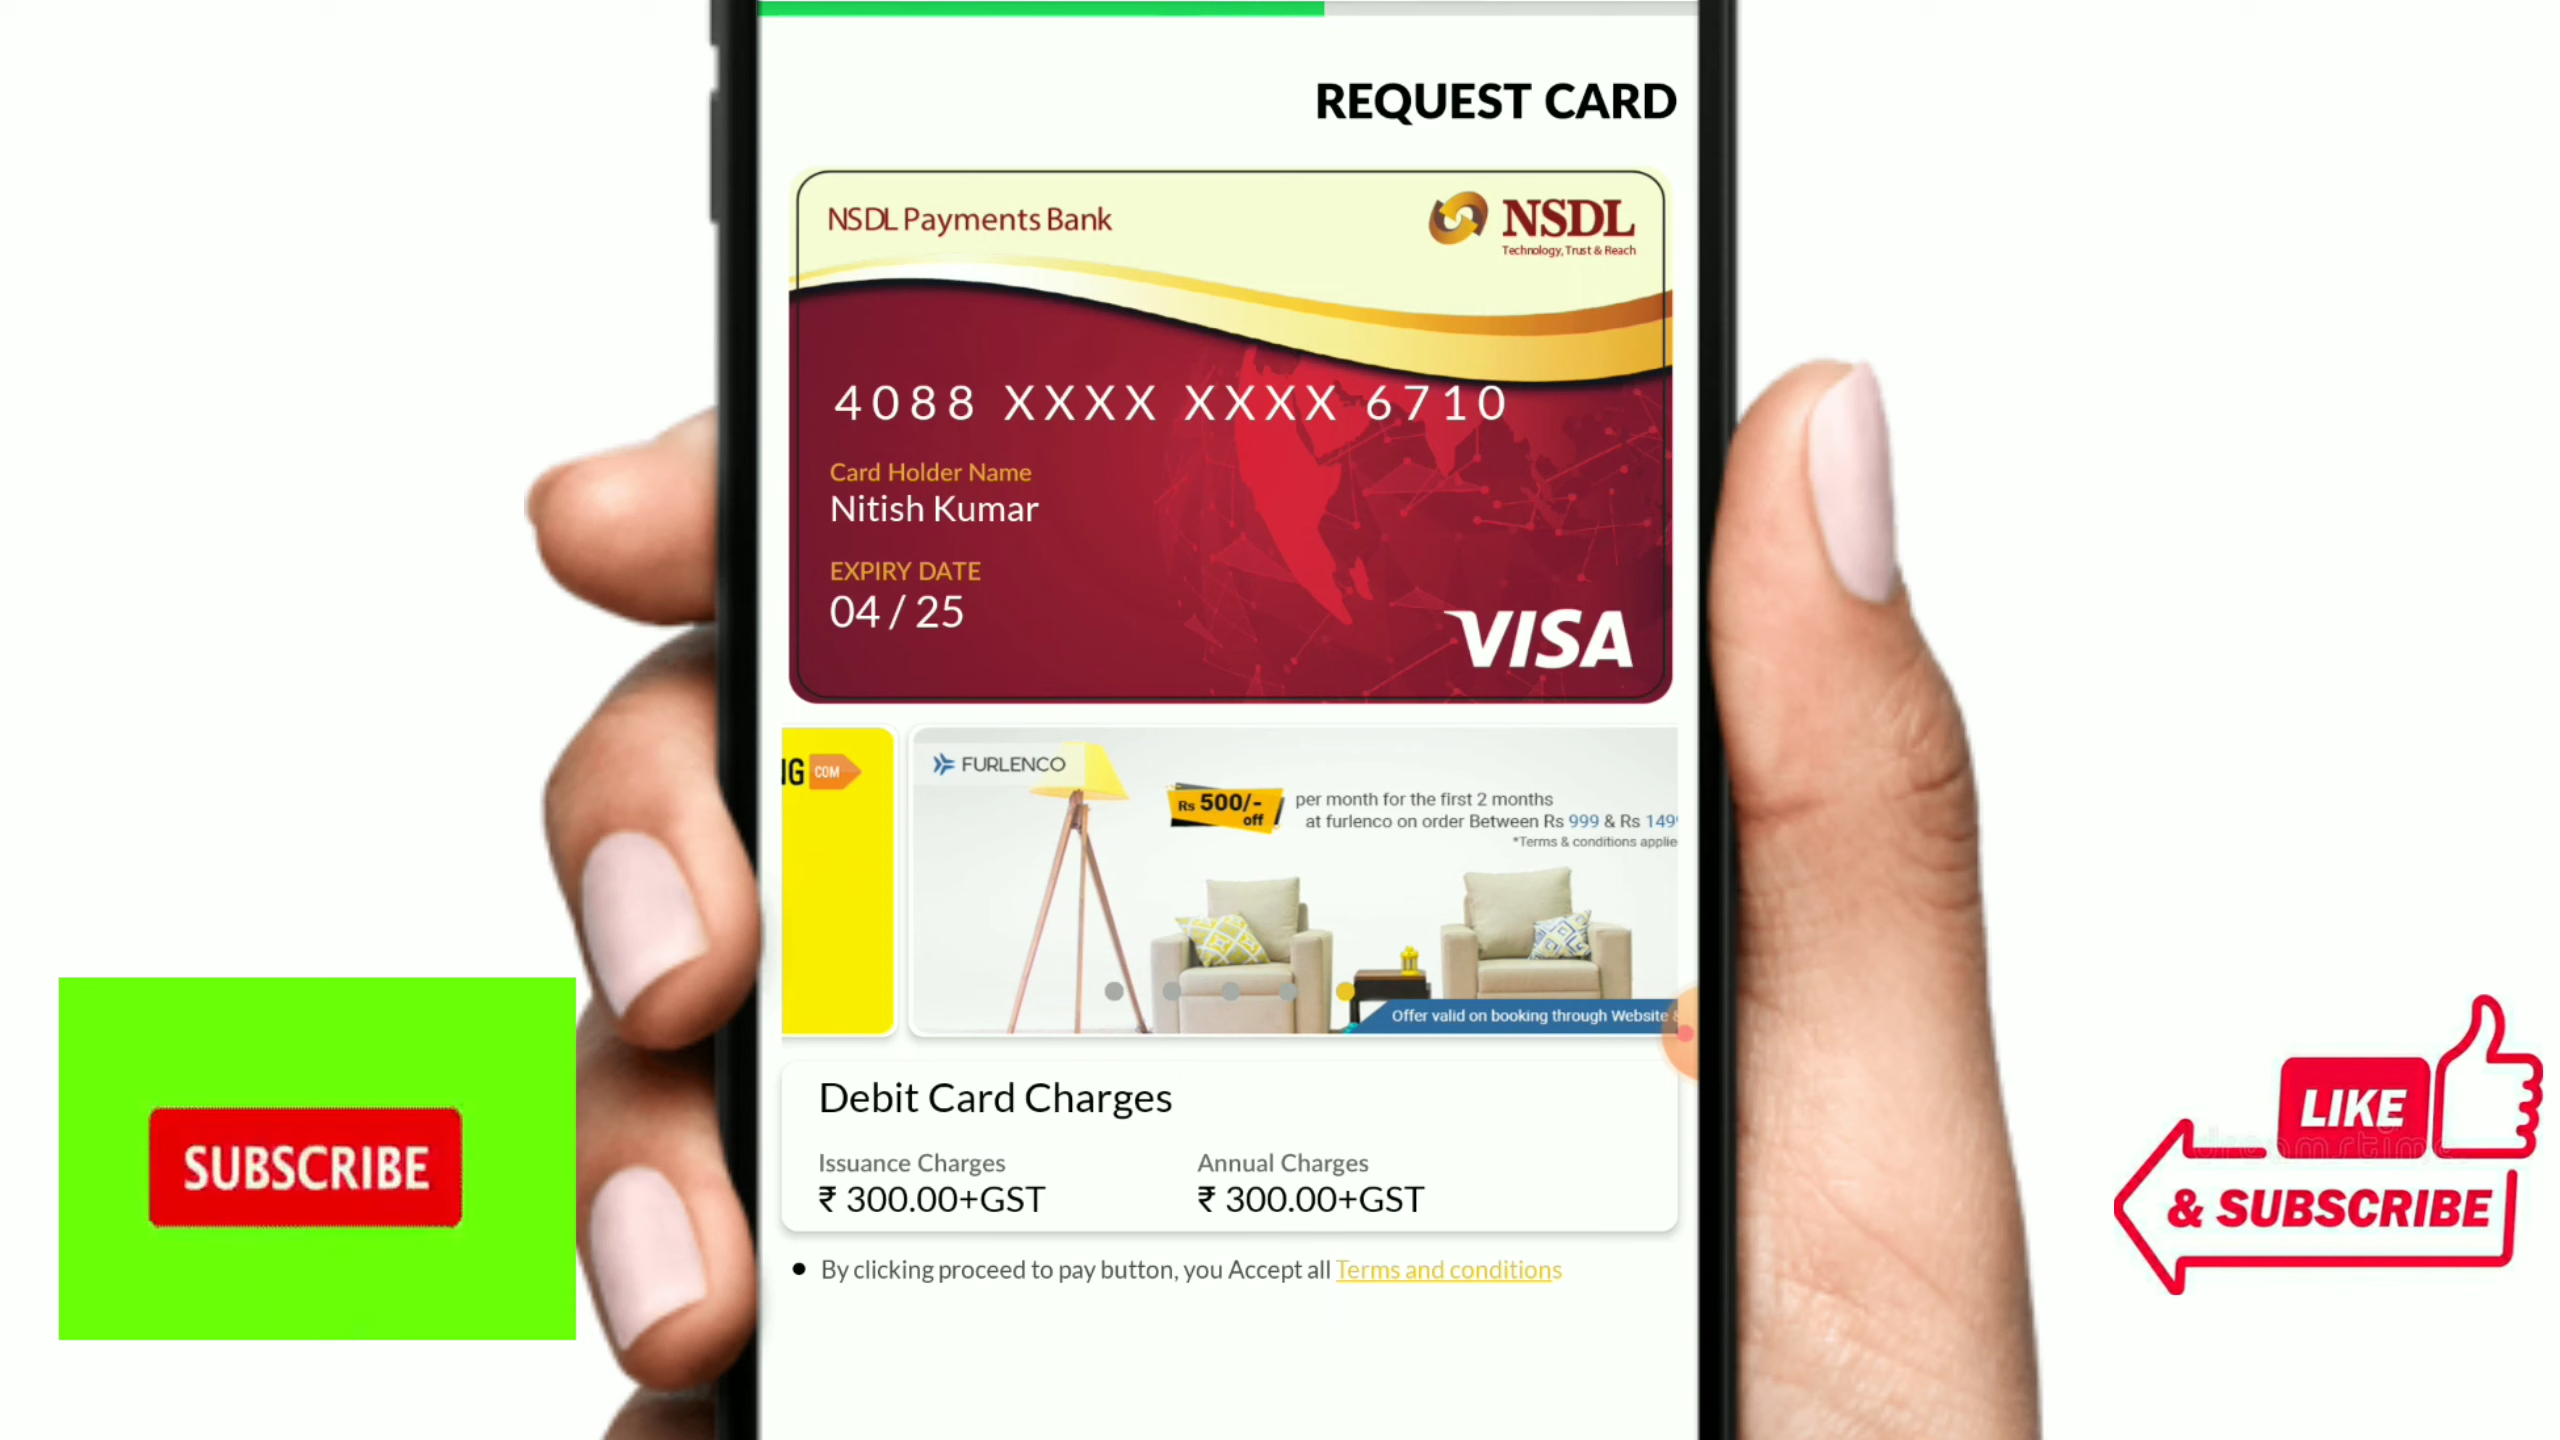 REQUEST CARD
NSDL Payments Bank
NSDL
Technology, Trust & Reach
4088 XXXX XXXX 6710
Card Holder Name
Nitish Kumar
EXPIRY DATE
04 / 25
VISA
NG COM
FURLENCO
Rs 500/- off
per month for the first 2 months
at furlenco on order Between Rs 999 & Rs 149
*Terms & conditions applie
Offer valid on booking through Website &
Debit Card Charges
Issuance Charges
₹ 300.00+GST
Annual Charges
₹ 300.00+GST
• By clicking proceed to pay button, you Accept all Terms and conditions
SUBSCRIBE
LIKE
dreamstime
& SUBSCRIBE